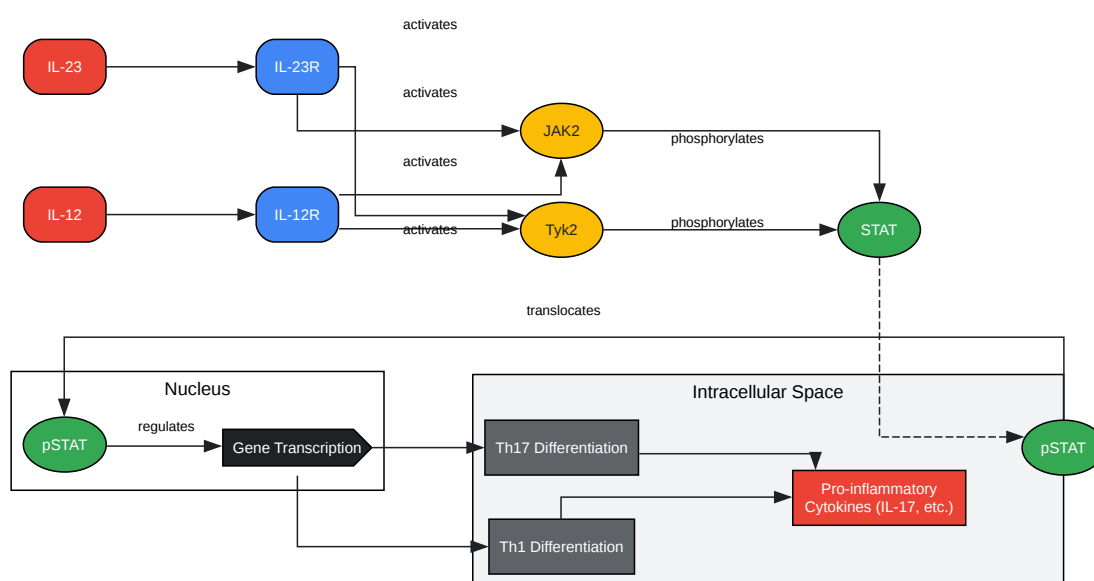 activates
IL-23
IL-23R
activates
JAK2
phosphorylates
activates
IL-12
IL-12R
activates
Tyk2
phosphorylates
STAT
translocates
Nucleus
Intracellular Space
pSTAT
regulates
Gene Transcription
Th17 Differentiation
pSTAT
Pro-inflammatory
Cytokines (IL-17, etc.)
Th1 Differentiation